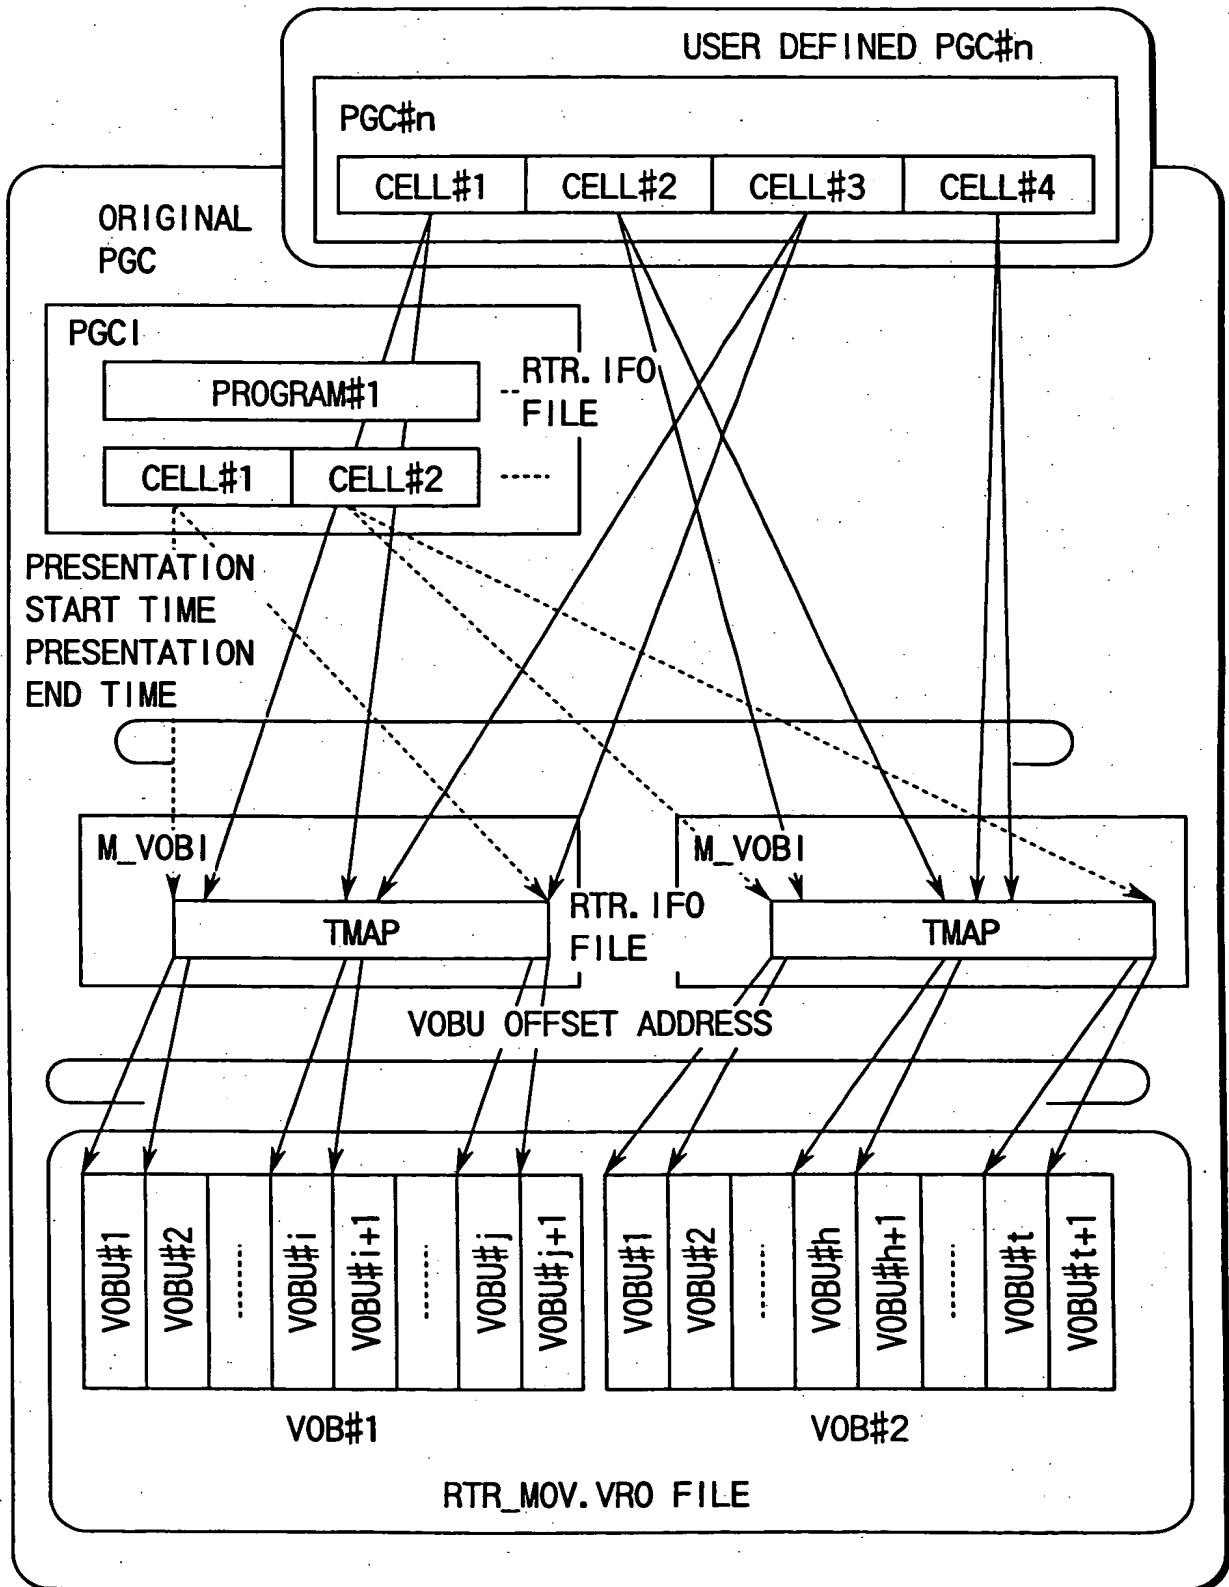 USER DEFINED PGC#n
PGC#n
CELL#1 CELL#2 CELL#3 CELL#4
ORIGINAL
PGC
PGCI
PROGRAM#1
RTR.IFO
FILE
CELL#1 CELL#2
PRESENTATION
START TIME
PRESENTATION
END TIME
M_VOBI
TMAP
RTR.IFO
FILE
M_VOBI
TMAP
VOBU OFFSET ADDRESS
VOBU#1
VOBU#2
VOBU#i
VOBU#i+1
VOBU#j
VOBU#j+1
VOBU#1
VOBU#2
VOBU#h
VOBU#h+1
VOBU#t
VOBU#t+1
VOB#1
VOB#2
RTR_MOV.VRO FILE